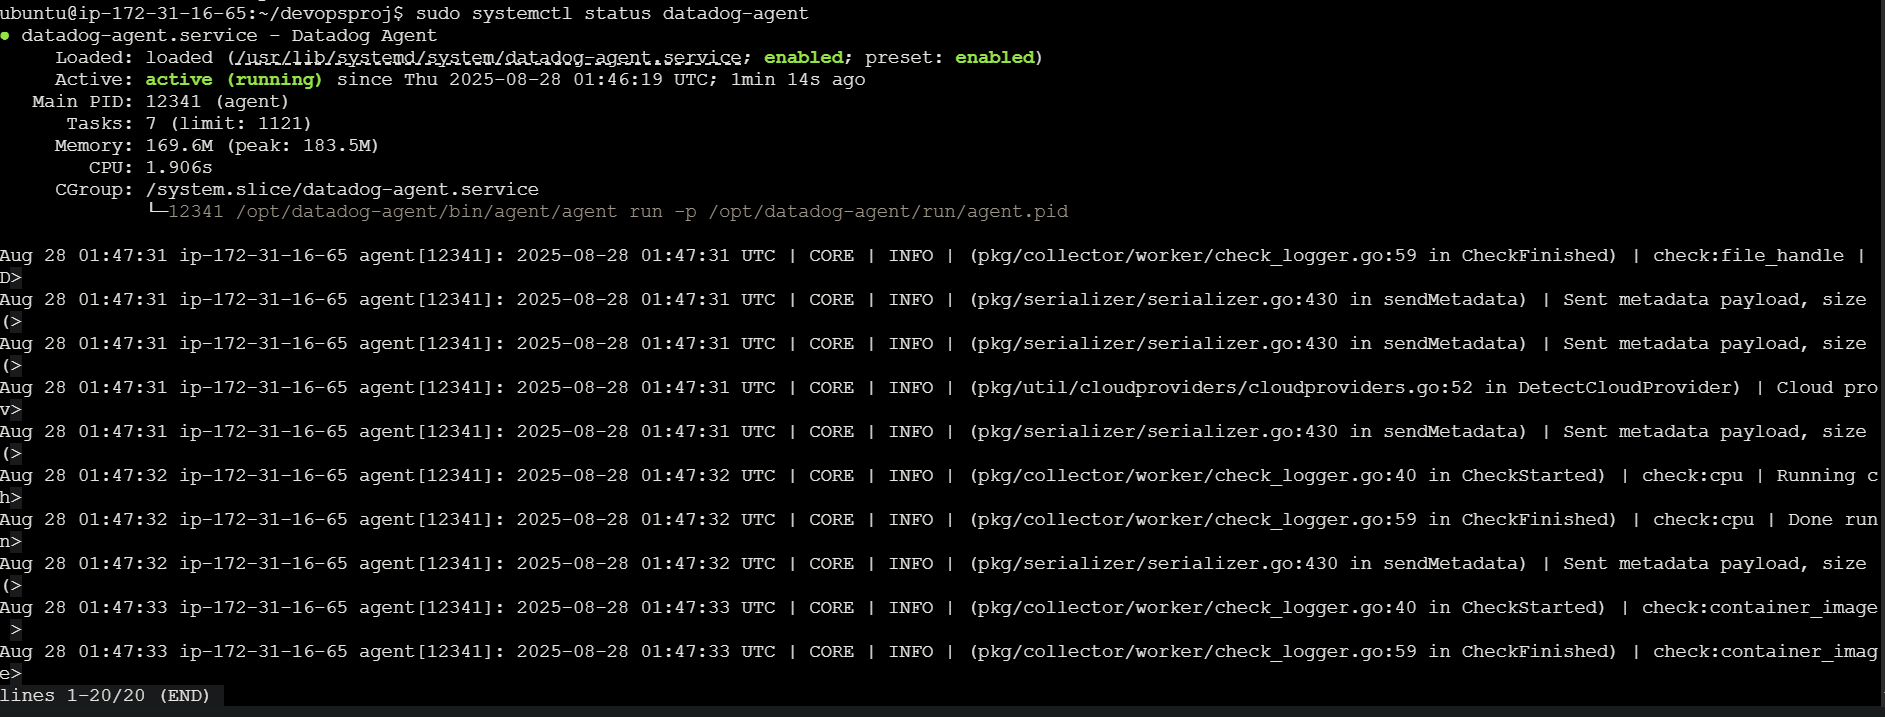 ubuntu@ip-172-31-16-65:~/devopsproj$ sudo systemctl status datadog-agent
● datadog-agent.service - Datadog Agent
     Loaded: loaded (/usr/lib/systemd/system/datadog-agent.service; enabled; preset: enabled)
     Active: active (running) since Thu 2025-08-28 01:46:19 UTC; 1min 14s ago
   Main PID: 12341 (agent)
      Tasks: 7 (limit: 1121)
     Memory: 169.6M (peak: 183.5M)
        CPU: 1.906s
     CGroup: /system.slice/datadog-agent.service
             └─12341 /opt/datadog-agent/bin/agent/agent run -p /opt/datadog-agent/run/agent.pid

Aug 28 01:47:31 ip-172-31-16-65 agent[12341]: 2025-08-28 01:47:31 UTC | CORE | INFO | (pkg/collector/worker/check_logger.go:59 in CheckFinished) | check:file_handle |
D>
Aug 28 01:47:31 ip-172-31-16-65 agent[12341]: 2025-08-28 01:47:31 UTC | CORE | INFO | (pkg/serializer/serializer.go:430 in sendMetadata) | Sent metadata payload, size
(>
Aug 28 01:47:31 ip-172-31-16-65 agent[12341]: 2025-08-28 01:47:31 UTC | CORE | INFO | (pkg/serializer/serializer.go:430 in sendMetadata) | Sent metadata payload, size
(>
Aug 28 01:47:31 ip-172-31-16-65 agent[12341]: 2025-08-28 01:47:31 UTC | CORE | INFO | (pkg/util/cloudproviders/cloudproviders.go:52 in DetectCloudProvider) | Cloud pro
v>
Aug 28 01:47:31 ip-172-31-16-65 agent[12341]: 2025-08-28 01:47:31 UTC | CORE | INFO | (pkg/serializer/serializer.go:430 in sendMetadata) | Sent metadata payload, size
(>
Aug 28 01:47:32 ip-172-31-16-65 agent[12341]: 2025-08-28 01:47:32 UTC | CORE | INFO | (pkg/collector/worker/check_logger.go:40 in CheckStarted) | check:cpu | Running c
h>
Aug 28 01:47:32 ip-172-31-16-65 agent[12341]: 2025-08-28 01:47:32 UTC | CORE | INFO | (pkg/collector/worker/check_logger.go:59 in CheckFinished) | check:cpu | Done run
n>
Aug 28 01:47:32 ip-172-31-16-65 agent[12341]: 2025-08-28 01:47:32 UTC | CORE | INFO | (pkg/serializer/serializer.go:430 in sendMetadata) | Sent metadata payload, size
(>
Aug 28 01:47:33 ip-172-31-16-65 agent[12341]: 2025-08-28 01:47:33 UTC | CORE | INFO | (pkg/collector/worker/check_logger.go:40 in CheckStarted) | check:container_image
 >
Aug 28 01:47:33 ip-172-31-16-65 agent[12341]: 2025-08-28 01:47:33 UTC | CORE | INFO | (pkg/collector/worker/check_logger.go:59 in CheckFinished) | check:container_imag
e>
lines 1-20/20 (END)